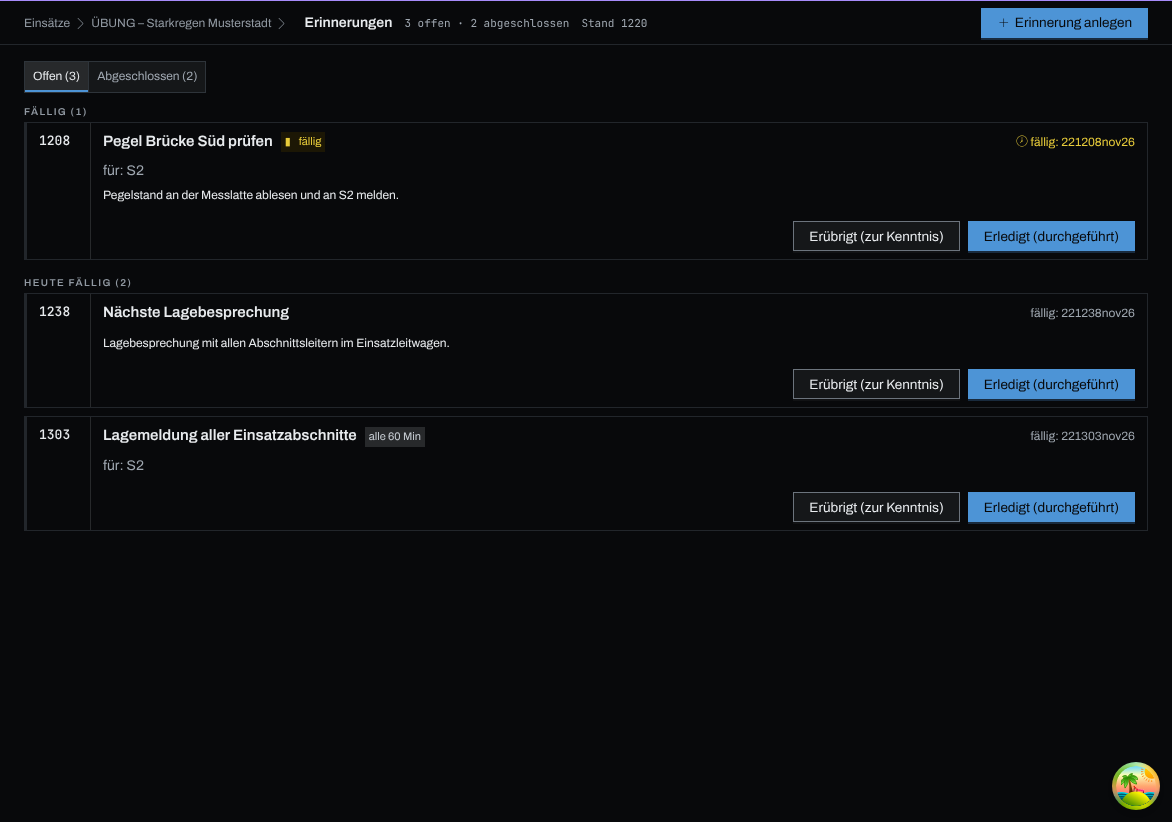 Einsätze ÜBUNG – Starkregen Musterstadt Erinnerungen 3 offen · 2 abgeschlossen Stand 1220 + Erinnerung anlegen
Offen (3) Abgeschlossen (2)
FÄLLIG (1)
1208 Pegel Brücke Süd prüfen fällig fällig: 221208nov26
für: S2
Pegelstand an der Messlatte ablesen und an S2 melden.
Erübrigt (zur Kenntnis) Erledigt (durchgeführt)
HEUTE FÄLLIG (2)
1238 Nächste Lagebesprechung fällig: 221238nov26
Lagebesprechung mit allen Abschnittsleitern im Einsatzleitwagen.
Erübrigt (zur Kenntnis) Erledigt (durchgeführt)
1303 Lagemeldung aller Einsatzabschnitte alle 60 Min fällig: 221303nov26
für: S2
Erübrigt (zur Kenntnis) Erledigt (durchgeführt)